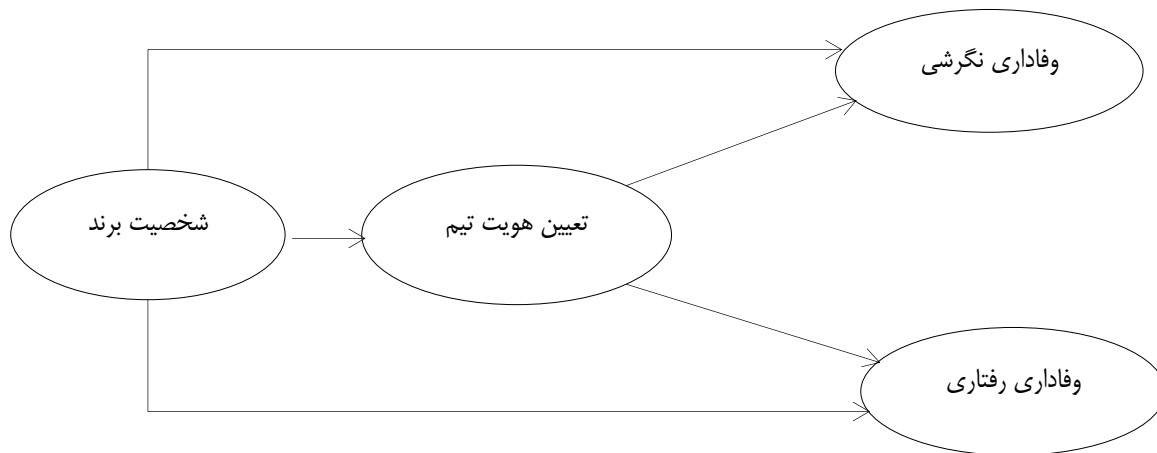 وفاداری نگرشی
شخصیت برند
تعیین هویت تیم
وفاداری رفتاری